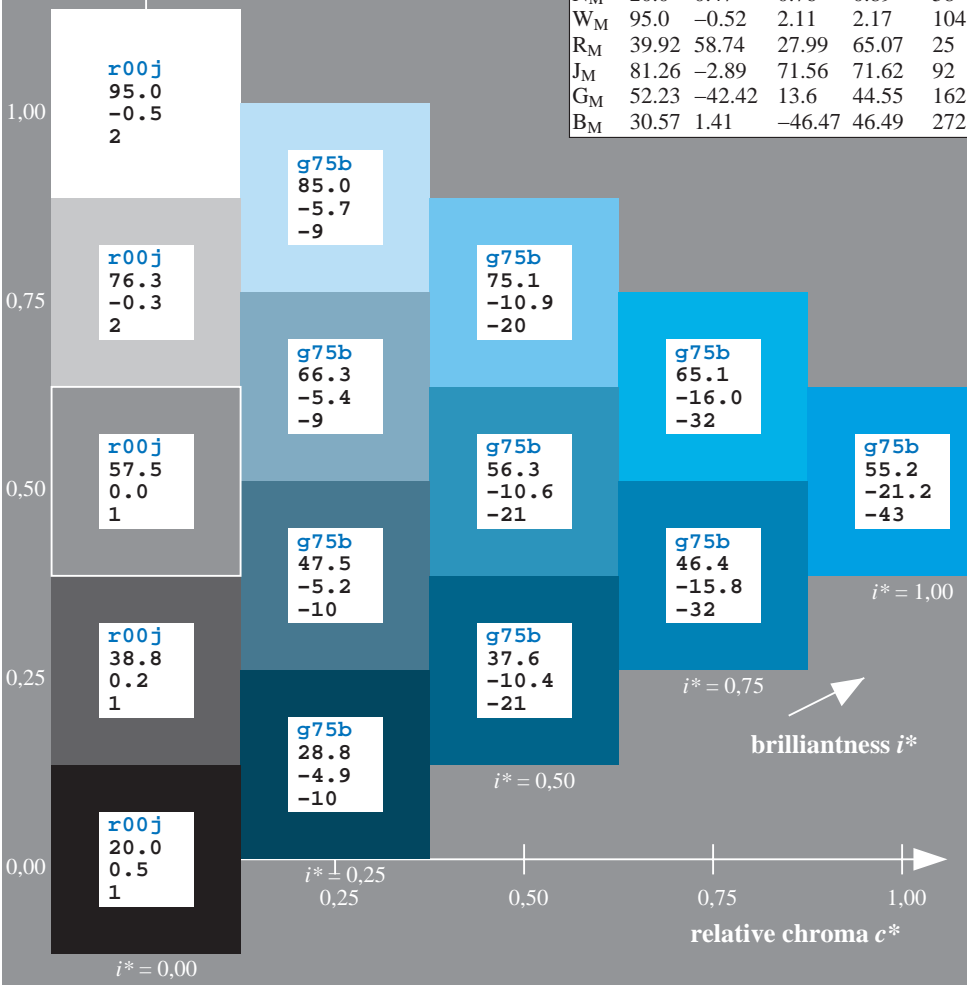 W_M 95.0 −0.52 2.11 2.17 104
R_M 39.92 58.74 27.99 65.07 25
J_M 81.26 −2.89 71.56 71.62 92
G_M 52.23 −42.42 13.6 44.55 162
B_M 30.57 1.41 −46.47 46.49 272
r00j
95.0
-0.5
2
1,00
g75b
85.0
-5.7
-9
r00j
76.3
-0.3
2
g75b
75.1
-10.9
-20
0,75
g75b
66.3
-5.4
-9
g75b
65.1
-16.0
-32
r00j
57.5
0.0
1
g75b
56.3
-10.6
-21
g75b
55.2
-21.2
-43
0,50
g75b
47.5
-5.2
-10
g75b
46.4
-15.8
-32
i* = 1,00
r00j
38.8
0.2
1
g75b
37.6
-10.4
-21
0,25
i* = 0,75
g75b
28.8
-4.9
-10
brilliantness i*
i* = 0,50
r00j
20.0
0.5
1
0,00
i* = 0,25
0,25 0,50 0,75 1,00
relative chroma c*
i* = 0,00